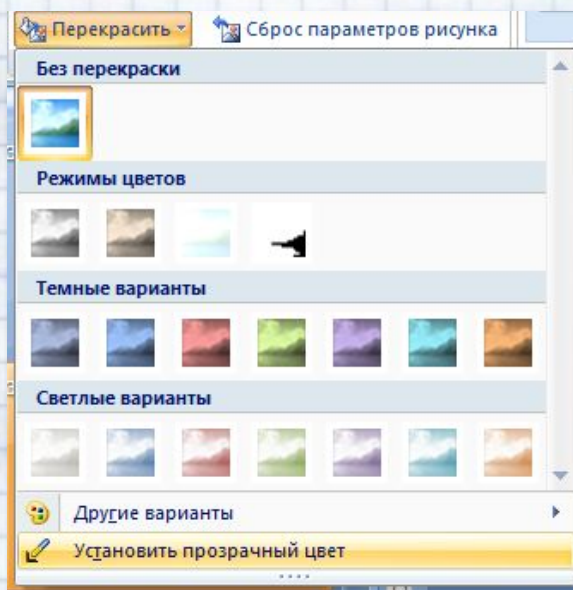 Перекрасить Сброс параметров рисунка
Без перекраски
Режимы цветов
Темные варианты
Светлые варианты
Другие варианты
Установить прозрачный цвет